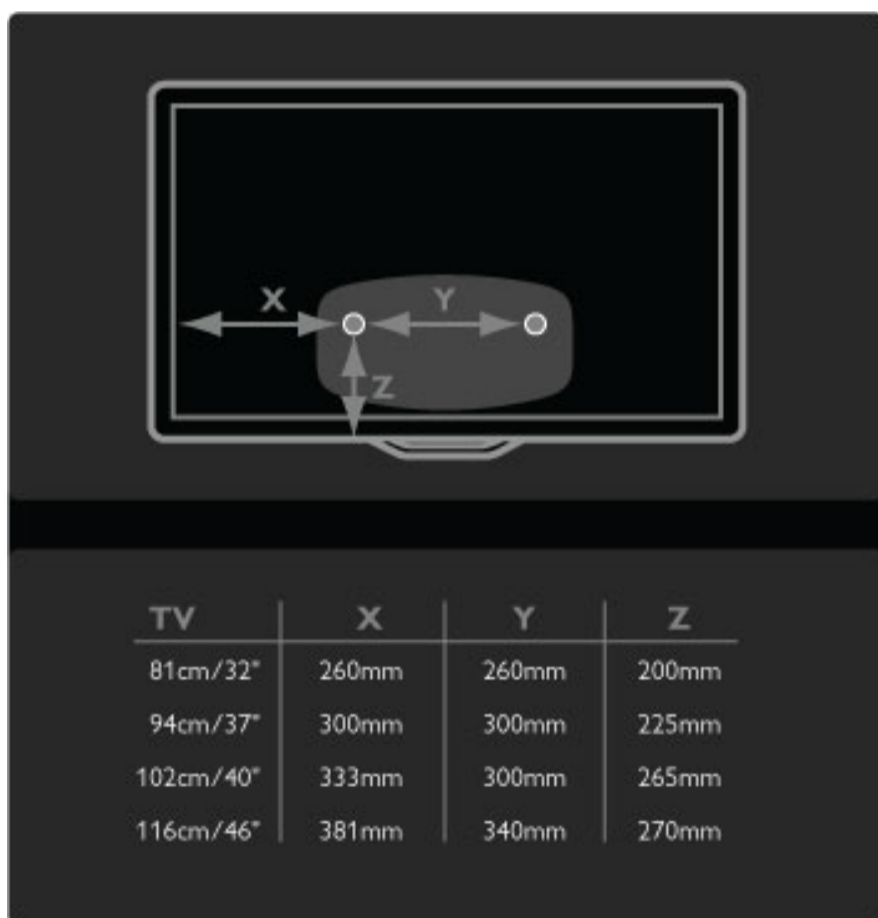 X Y
Z
TV X Y Z
81cm/32" 260mm 260mm 200mm
94cm/37" 300mm 300mm 225mm
102cm/40" 333mm 300mm 265mm
116cm/46" 381mm 340mm 270mm